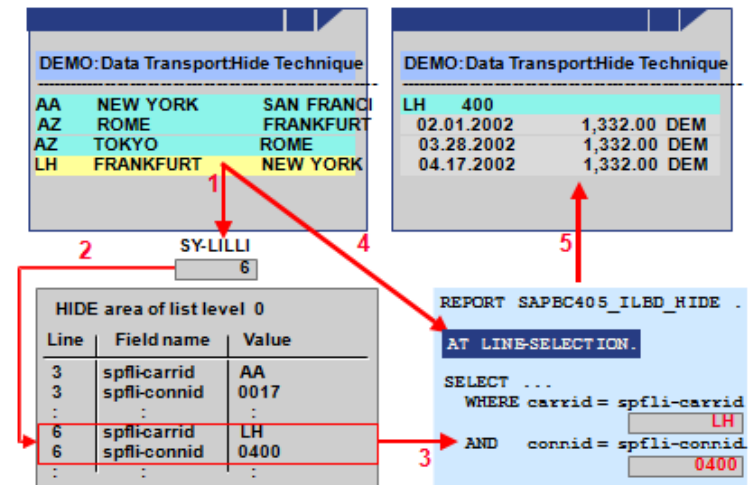 DEMO: Data Transport:Hide Technique
AA NEW YORK SAN FRANCI
AZ ROME FRANKFURT
AZ TOKYO ROME
LH FRANKFURT NEW YORK
DEMO: Data Transport:Hide Technique
LH 400
02.01.2002 1,332.00 DEM
03.28.2002 1,332.00 DEM
04.17.2002 1,332.00 DEM
1
2
SY-LILLI
6
4
5
HIDE area of list level 0
Line Field name Value
3 spfli-carrid AA
3 spfli-connid 0017
: : :
6 spfli-carrid LH
6 spfli-connid 0400
: : :
3
REPORT SAPBC405_ILBD_HIDE .
AT LINE-SELECTION.
SELECT ...
WHERE carrid = spfli-carrid
LH
AND connid = spfli-connid
0400